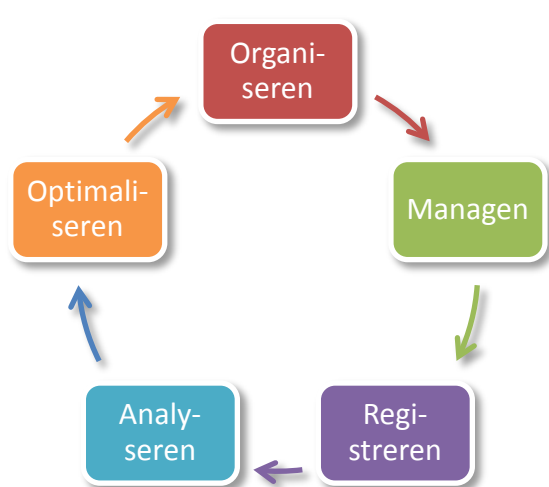 Organi-
seren
Managen
Regi-
streren
Analy-
seren
Optimali-
seren